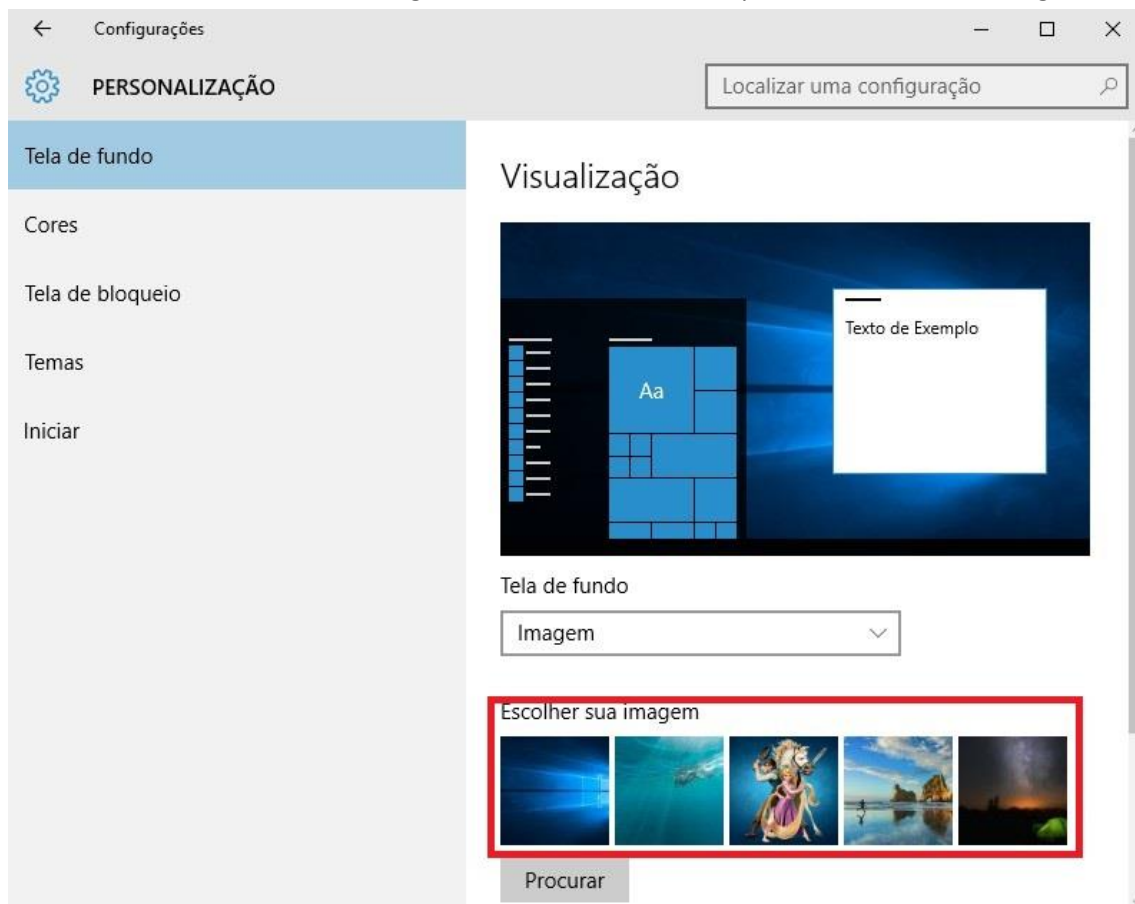 Configurações
PERSONALIZAÇÃO
Localizar uma configuração
Tela de fundo
Cores
Tela de bloqueio
Temas
Iniciar
Visualização
Aa
Texto de Exemplo
Tela de fundo
Imagem
Escolher sua imagem
Procurar